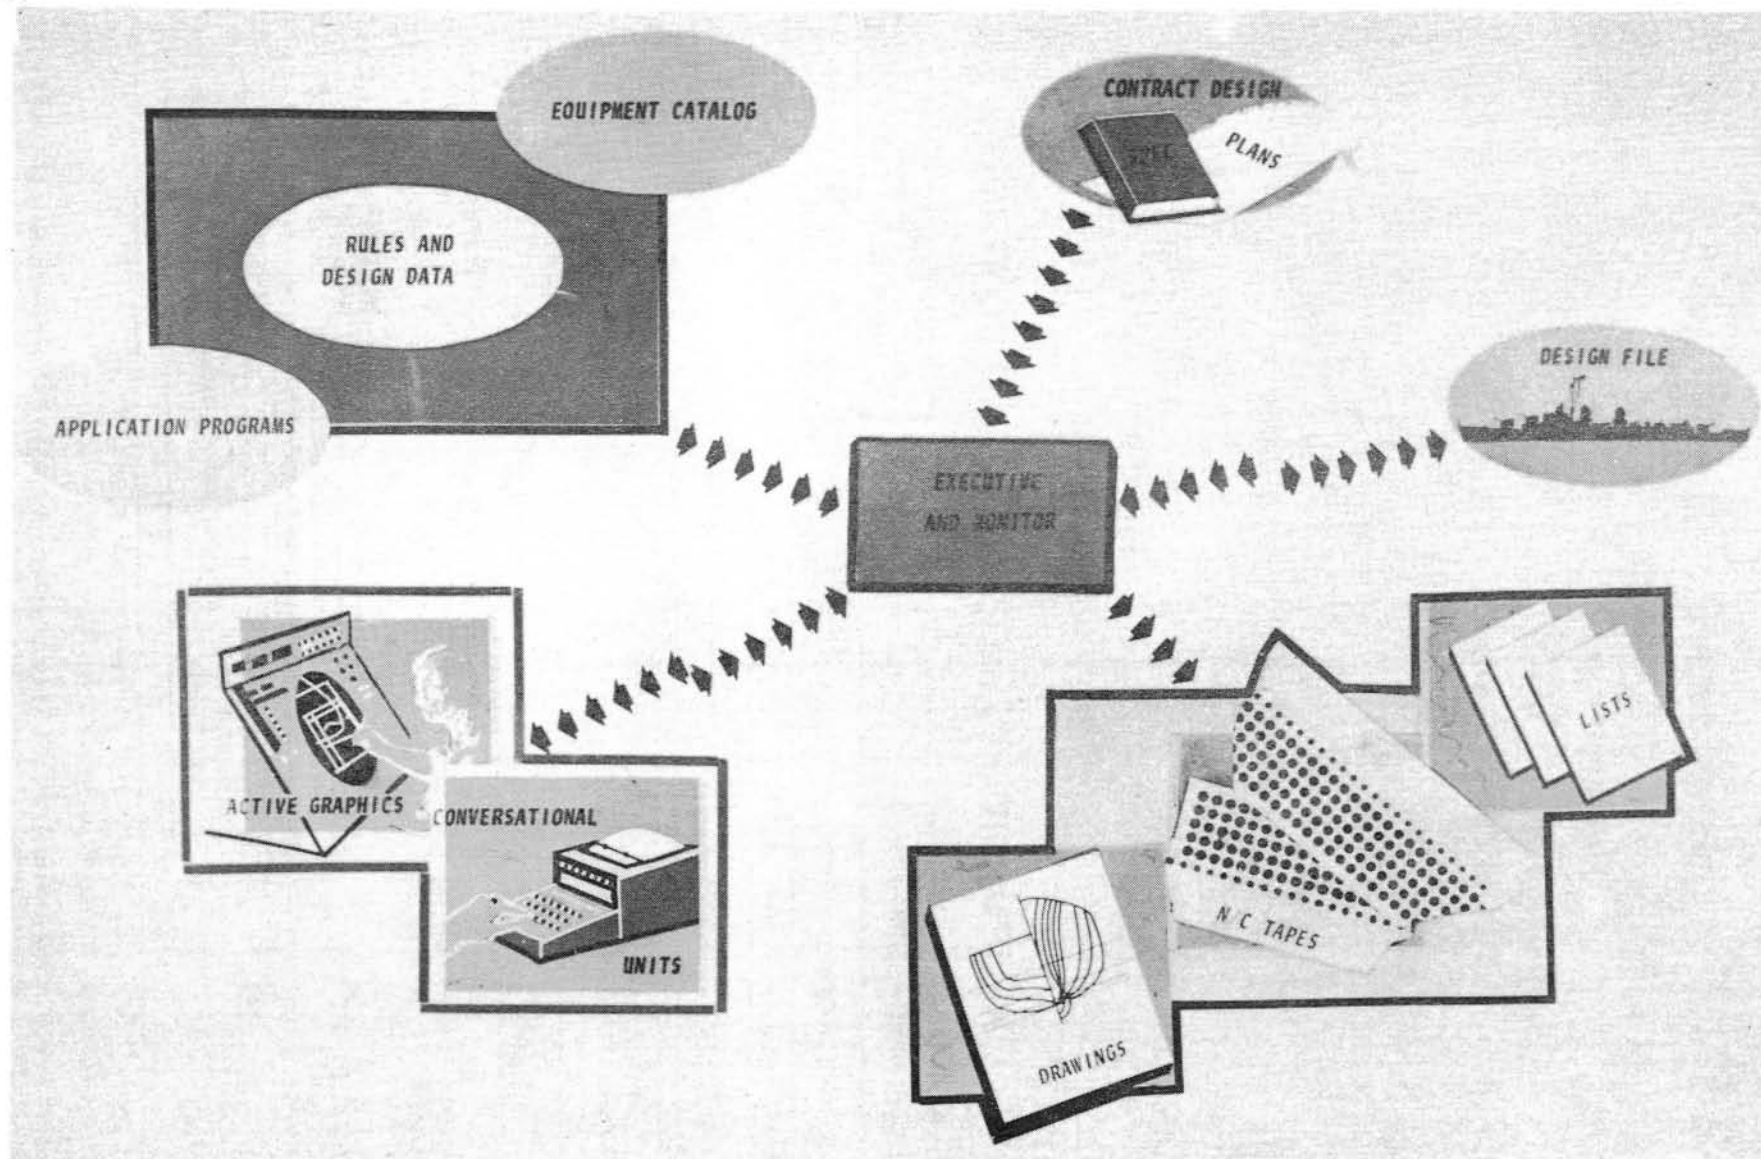 EQUIPMENT CATALOG
RULES AND
DESIGN DATA
APPLICATION PROGRAMS
CONTRACT DESIGN
SPEC
PLANS
DESIGN FILE
EXECUTIVE
AND MONITOR
ACTIVE GRAPHICS
CONVERSATIONAL
UNITS
LISTS
N/C TAPES
DRAWINGS